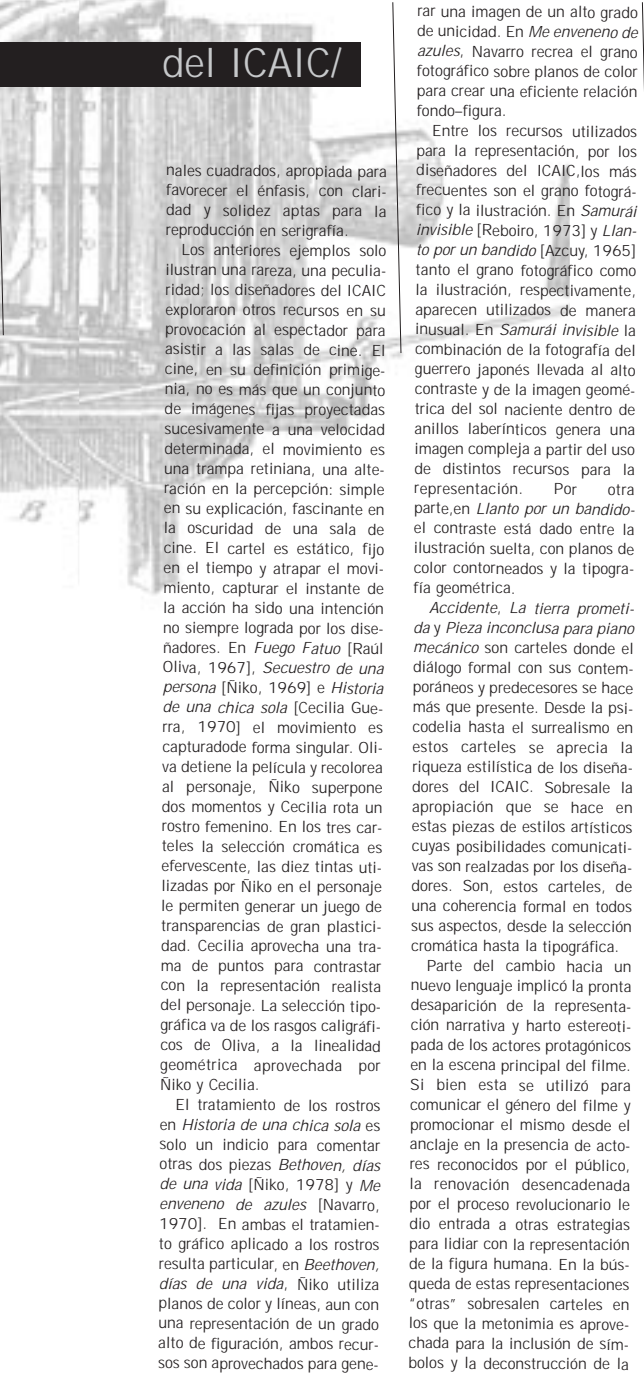 del ICAIC/
nales cuadrados, apropiada para
favorecer el énfasis, con clari-
dad y solidez aptas para la
reproducción en serigrafía.
Los anteriores ejemplos solo
ilustran una rareza, una peculia-
ridad; los diseñadores del ICAIC
exploraron otros recursos en su
provocación al espectador para
asistir a las salas de cine. El
cine, en su definición primige-
nia, no es más que un conjunto
de imágenes fijas proyectadas
sucesivamente a una velocidad
determinada, el movimiento es
una trampa retiniana, una alte-
ración en la percepción: simple
en su explicación, fascinante en
la oscuridad de una sala de
cine. El cartel es estático, fijo
en el tiempo y atrapar el movi-
miento, capturar el instante de
la acción ha sido una intención
no siempre lograda por los dise-
ñadores. En Fuego Fatuo [Raúl
Oliva, 1967], Secuestro de una
persona [Ñiko, 1969] e Historia
de una chica sola [Cecilia Gue-
rra, 1970] el movimiento es
capturadode forma singular. Oli-
va detiene la película y recolorea
al personaje, Ñiko superpone
dos momentos y Cecilia rota un
rostro femenino. En los tres car-
teles la selección cromática es
efervescente, las diez tintas uti-
lizadas por Ñiko en el personaje
le permiten generar un juego de
transparencias de gran plastici-
dad. Cecilia aprovecha una tra-
ma de puntos para contrastar
con la representación realista
del personaje. La selección tipo-
gráfica va de los rasgos caligráfi-
cos de Oliva, a la linealidad
geométrica aprovechada por
Ñiko y Cecilia.
El tratamiento de los rostros
en Historia de una chica sola es
solo un indicio para comentar
otras dos piezas Bethoven, días
de una vida [Ñiko, 1978] y Me
enveneno de azules [Navarro,
1970]. En ambas el tratamien-
to gráfico aplicado a los rostros
resulta particular, en Beethoven,
días de una vida, Ñiko utiliza
planos de color y líneas, aun con
una representación de un grado
alto de figuración, ambos recur-
sos son aprovechados para gene-
rar una imagen de un alto grado
de unicidad. En Me enveneno de
azules, Navarro recrea el grano
fotográfico sobre planos de color
para crear una eficiente relación
fondo–figura.
Entre los recursos utilizados
para la representación, por los
diseñadores del ICAIC,los más
frecuentes son el grano fotográ-
fico y la ilustración. En Samurái
invisible [Reboiro, 1973] y Llan-
to por un bandido [Azcuy, 1965]
tanto el grano fotográfico como
la ilustración, respectivamente,
aparecen utilizados de manera
inusual. En Samurái invisible la
combinación de la fotografía del
guerrero japonés llevada al alto
contraste y de la imagen geomé-
trica del sol naciente dentro de
anillos laberínticos genera una
imagen compleja a partir del uso
de distintos recursos para la
representación. Por otra
parte,en Llanto por un bandido-
el contraste está dado entre la
ilustración suelta, con planos de
color contorneados y la tipogra-
fía geométrica.
Accidente, La tierra prometi-
da y Pieza inconclusa para piano
mecánico son carteles donde el
diálogo formal con sus contem-
poráneos y predecesores se hace
más que presente. Desde la psi-
codelia hasta el surrealismo en
estos carteles se aprecia la
riqueza estilística de los diseña-
dores del ICAIC. Sobresale la
apropiación que se hace en
estas piezas de estilos artísticos
cuyas posibilidades comunicati-
vas son realzadas por los diseña-
dores. Son, estos carteles, de
una coherencia formal en todos
sus aspectos, desde la selección
cromática hasta la tipográfica.
Parte del cambio hacia un
nuevo lenguaje implicó la pronta
desaparición de la representa-
ción narrativa y harto estereoti-
pada de los actores protagónicos
en la escena principal del filme.
Si bien esta se utilizó para
comunicar el género del filme y
promocionar el mismo desde el
anclaje en la presencia de acto-
res reconocidos por el público,
la renovación desencadenada
por el proceso revolucionario le
dio entrada a otras estrategias
para lidiar con la representación
de la figura humana. En la bús-
queda de estas representaciones
"otras" sobresalen carteles en
los que la metonimia es aprove-
chada para la inclusión de sím-
bolos y la deconstrucción de la
B B